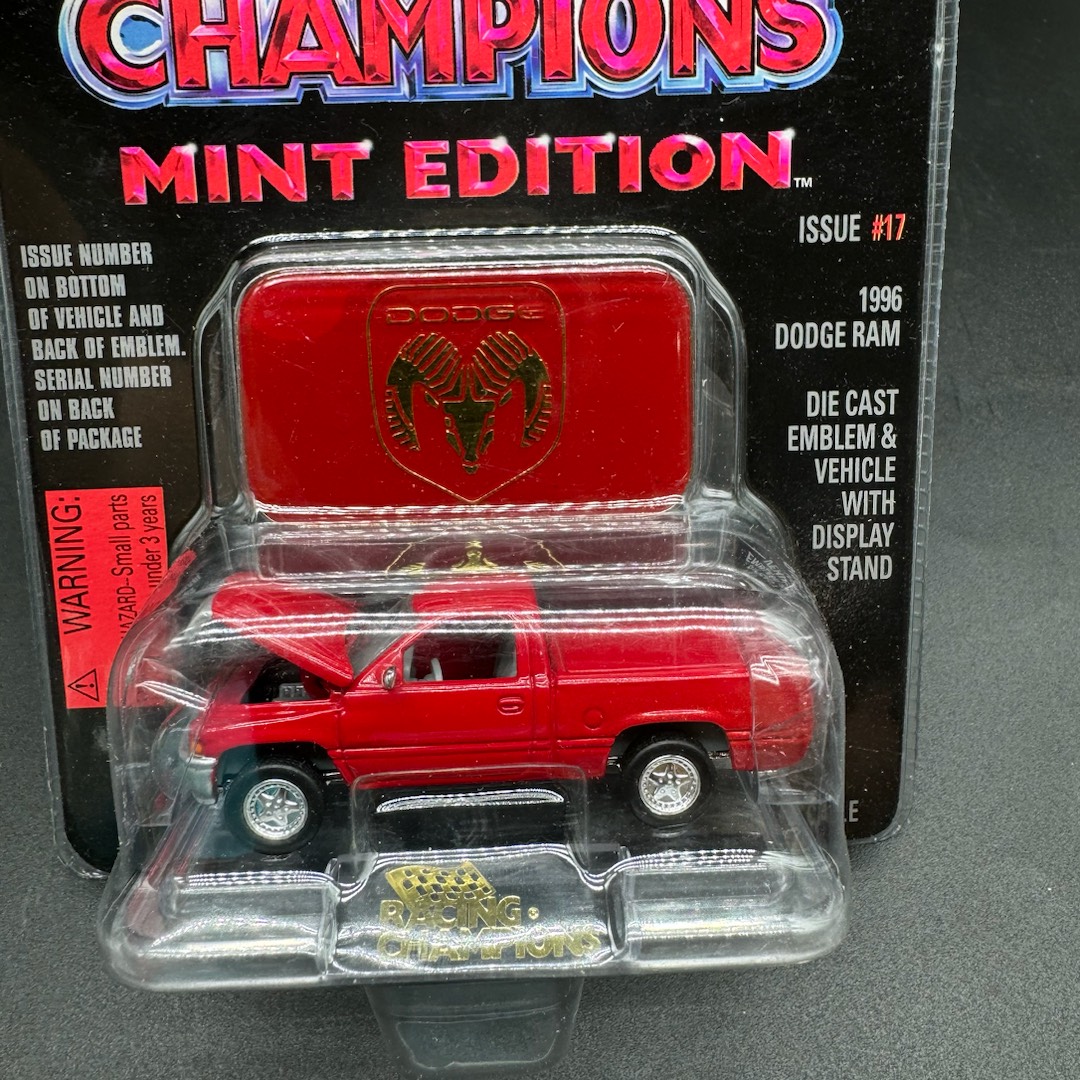 CHAMPIONS
MINT EDITION™
ISSUE #17
ISSUE NUMBER
ON BOTTOM
OF VEHICLE AND
BACK OF EMBLEM.
SERIAL NUMBER
ON BACK
OF PACKAGE
1996
DODGE RAM
DIE CAST
EMBLEM &
VEHICLE
WITH
DISPLAY
STAND
DODGE
⚠ WARNING:
HAZARD–Small parts
under 3 years
RACING
CHAMPIONS